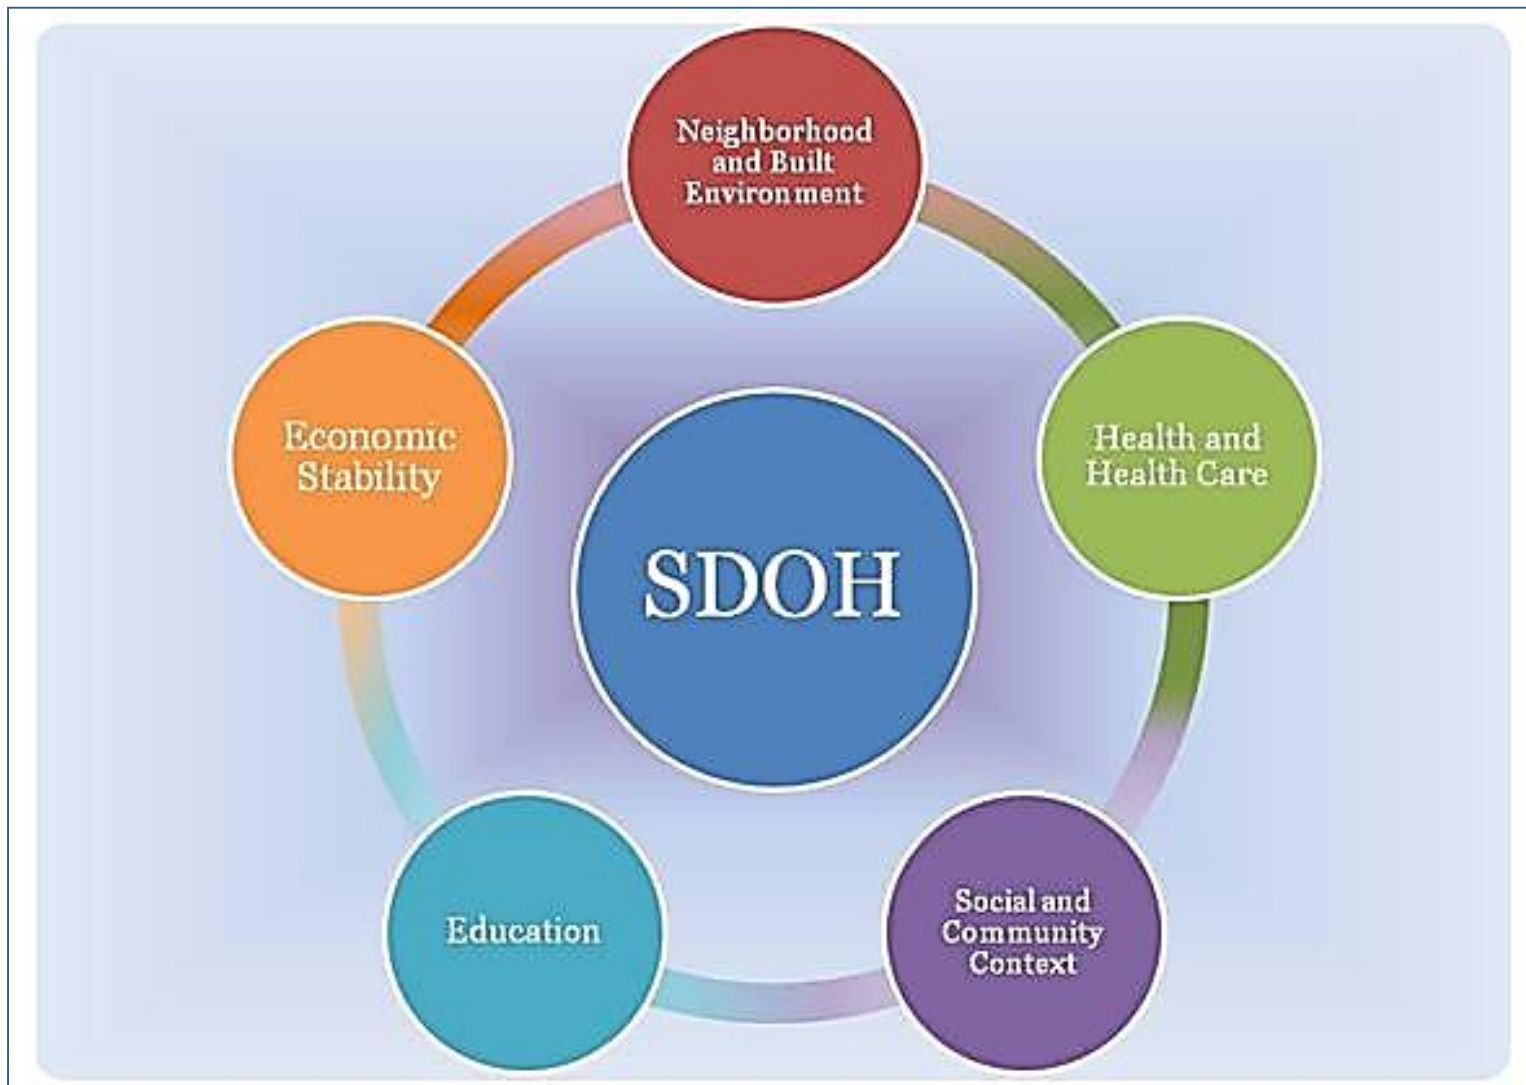 Neighborhood
and Built
Environment
Economic
Stability
Health and
Health Care
SDOH
Education
Social and
Community
Context